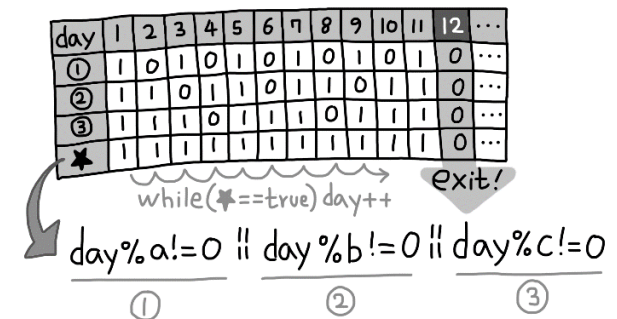 day 1 2 3 4 5 6 7 8 9 10 11 12 ...
① 1 0 1 0 1 0 1 0 1 0 1 0 ...
② 1 1 0 1 1 0 1 1 0 1 1 0 ...
③ 1 1 1 0 1 1 1 0 1 1 1 0 ...
★ 1 1 1 1 1 1 1 1 1 1 1 0 ...
while(★==true) day++
exit!
day%a!=0 || day%b!=0 || day%c!=0
① ② ③